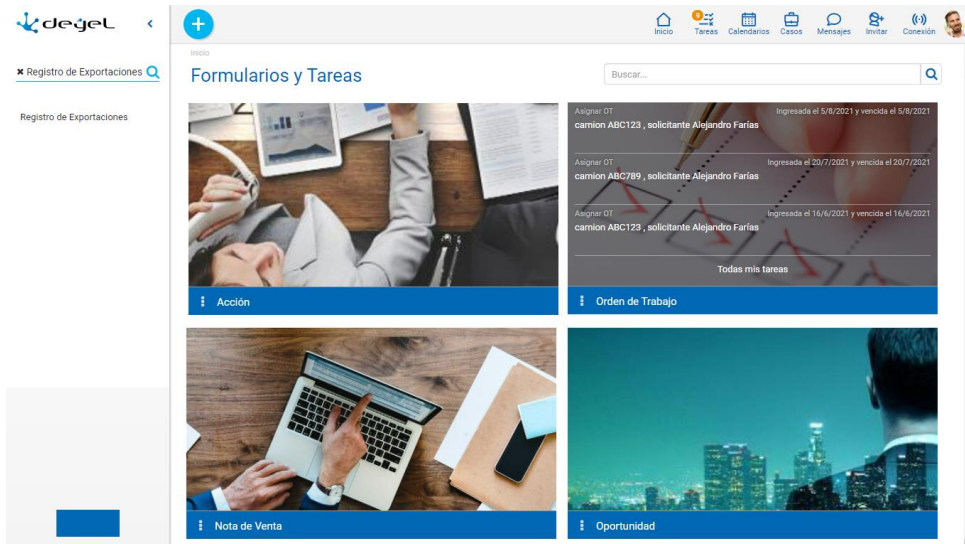 deyel
Registro de Exportaciones
Registro de Exportaciones
9
Inicio
Tareas
Calendarios
Casos
Mensajes
Invitar
Conexión
Inicio
Formularios y Tareas
Buscar...
Asignar OT Ingresada el 5/8/2021 y vencida el 5/8/2021
camion ABC123 , solicitante Alejandro Farías
Asignar OT Ingresada el 20/7/2021 y vencida el 20/7/2021
camion ABC789 , solicitante Alejandro Farías
Asignar OT Ingresada el 16/6/2021 y vencida el 16/6/2021
camion ABC123 , solicitante Alejandro Farías
Todas mis tareas
Acción
Orden de Trabajo
Nota de Venta
Oportunidad